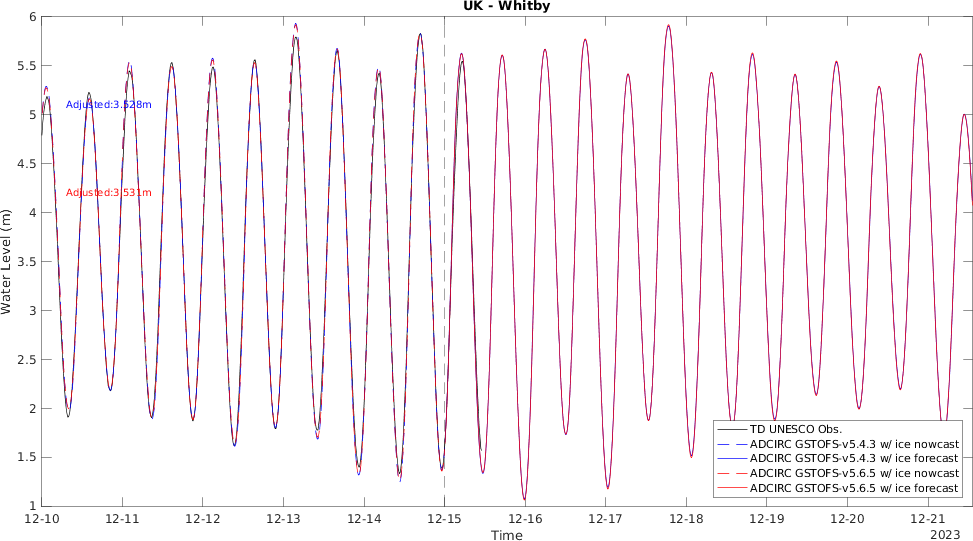 UK - Whitby
6
5.5
5
4.5
4
3.5
3
2.5
2
1.5
1
Water Level (m)
Adjusted:3.528m
Adjusted:3.531m
TD UNESCO Obs.
ADCIRC GSTOFS-v5.4.3 w/ ice nowcast
ADCIRC GSTOFS-v5.4.3 w/ ice forecast
ADCIRC GSTOFS-v5.6.5 w/ ice nowcast
ADCIRC GSTOFS-v5.6.5 w/ ice forecast
12-10 12-11 12-12 12-13 12-14 12-15 12-16 12-17 12-18 12-19 12-20 12-21
Time
2023